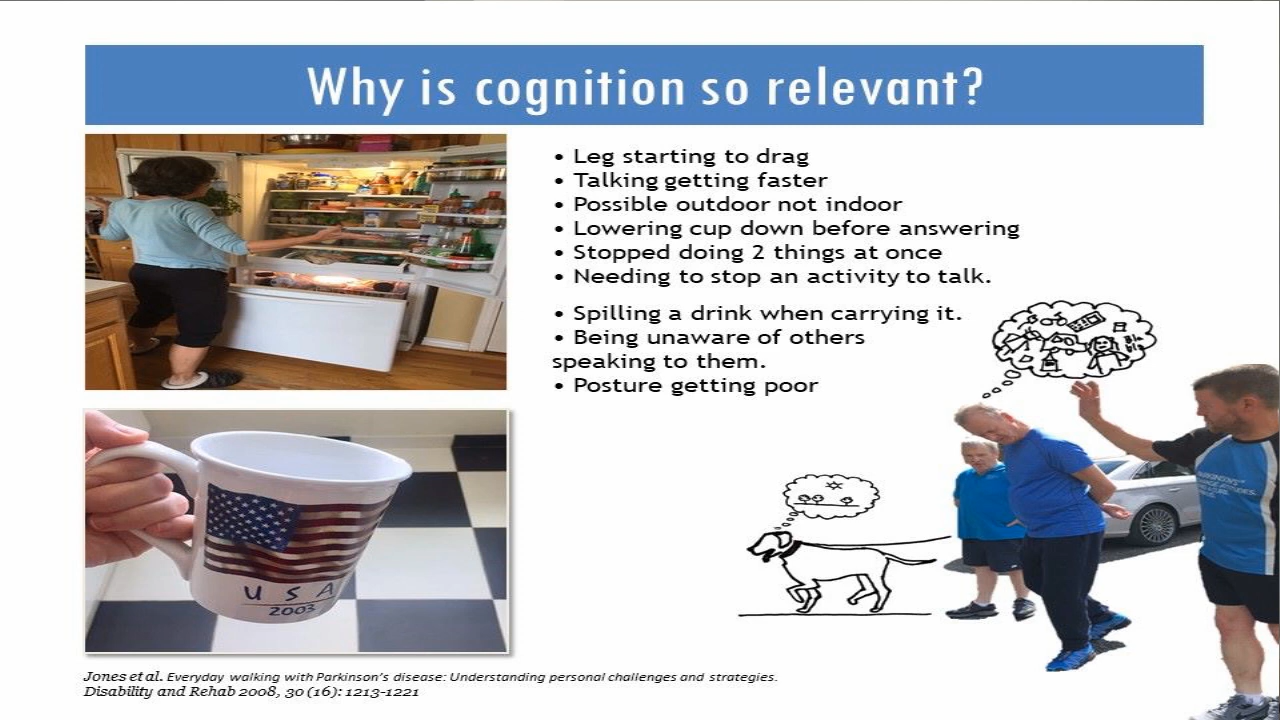 Why is cognition so relevant?
• Leg starting to drag
• Talking getting faster
• Possible outdoor not indoor
• Lowering cup down before answering
• Stopped doing 2 things at once
• Needing to stop an activity to talk.
• Spilling a drink when carrying it.
• Being unaware of others
speaking to them.
• Posture getting poor
USA
2003
PARKINSON'S
Jones et al. Everyday walking with Parkinson's disease: Understanding personal challenges and strategies.
Disability and Rehab 2008, 30 (16): 1213-1221